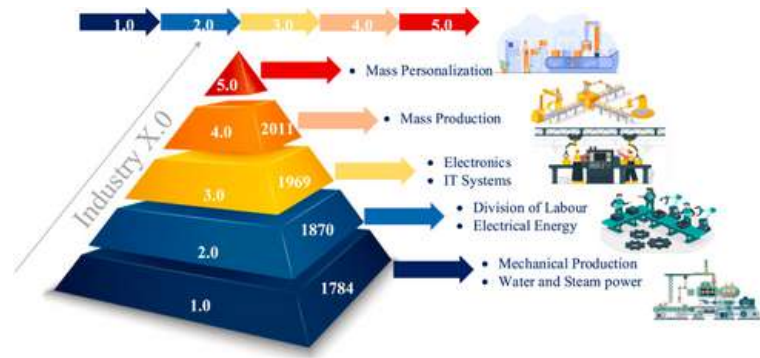 1.0 2.0 3.0 4.0 5.0
Industry X.0
5.0
• Mass Personalization
4.0 2011
• Mass Production
3.0 1969
• Electronics
• IT Systems
2.0 1870
• Division of Labour
• Electrical Energy
1.0 1784
• Mechanical Production
• Water and Steam power